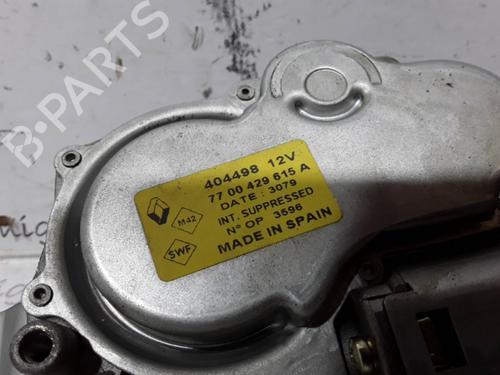 B-PARTS
404498 12V
77 00 429 615 A
DATE : 3079
INT. SUPPRESSED
Nº OP 3596
MADE IN SPAIN
M42
SWF